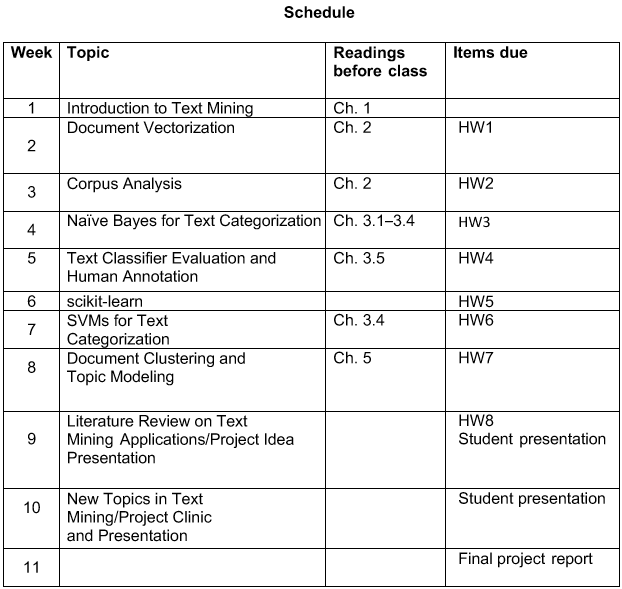 Schedule
Week Topic Readings before class Items due
1 Introduction to Text Mining Ch. 1
2 Document Vectorization Ch. 2 HW1
3 Corpus Analysis Ch. 2 HW2
4 Naïve Bayes for Text Categorization Ch. 3.1–3.4 HW3
5 Text Classifier Evaluation and Human Annotation Ch. 3.5 HW4
6 scikit-learn HW5
7 SVMs for Text Categorization Ch. 3.4 HW6
8 Document Clustering and Topic Modeling Ch. 5 HW7
9 Literature Review on Text Mining Applications/Project Idea Presentation HW8 Student presentation
10 New Topics in Text Mining/Project Clinic and Presentation Student presentation
11 Final project report